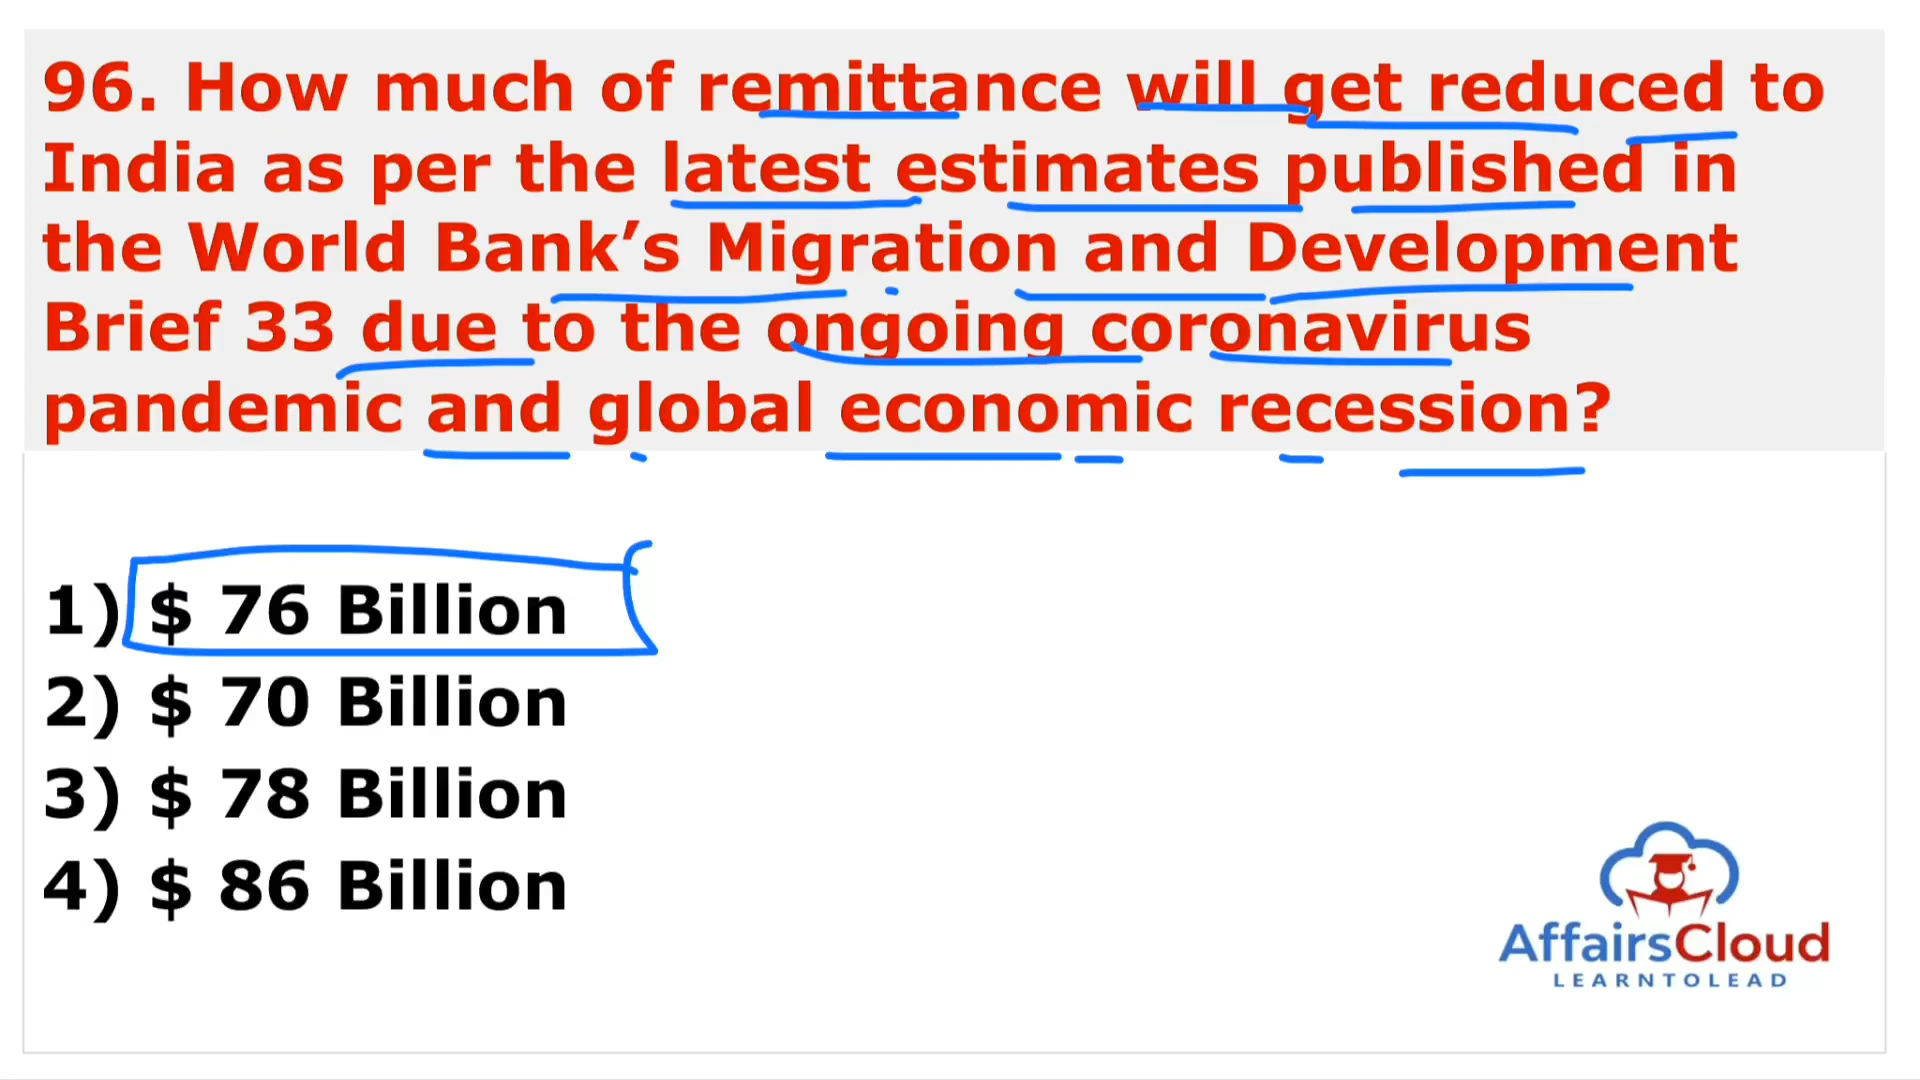 96. How much of remittance will get reduced to
India as per the latest estimates published in
the World Bank’s Migration and Development
Brief 33 due to the ongoing coronavirus
pandemic and global economic recession?
1) $ 76 Billion
2) $ 70 Billion
3) $ 78 Billion
4) $ 86 Billion
AffairsCloud
LEARNTOLEAD